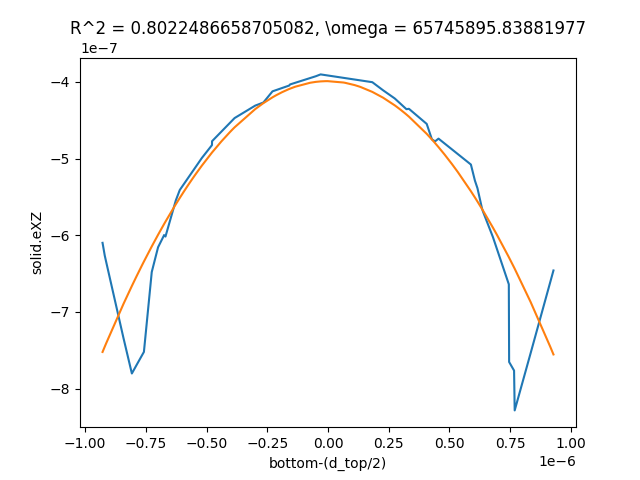 R^2 = 0.8022486658705082, \omega = 65745895.83881977
1e−7
−4
−5
−6
−7
−8
solid.eXZ
−1.00 −0.75 −0.50 −0.25 0.00 0.25 0.50 0.75 1.00
1e−6
bottom-(d_top/2)